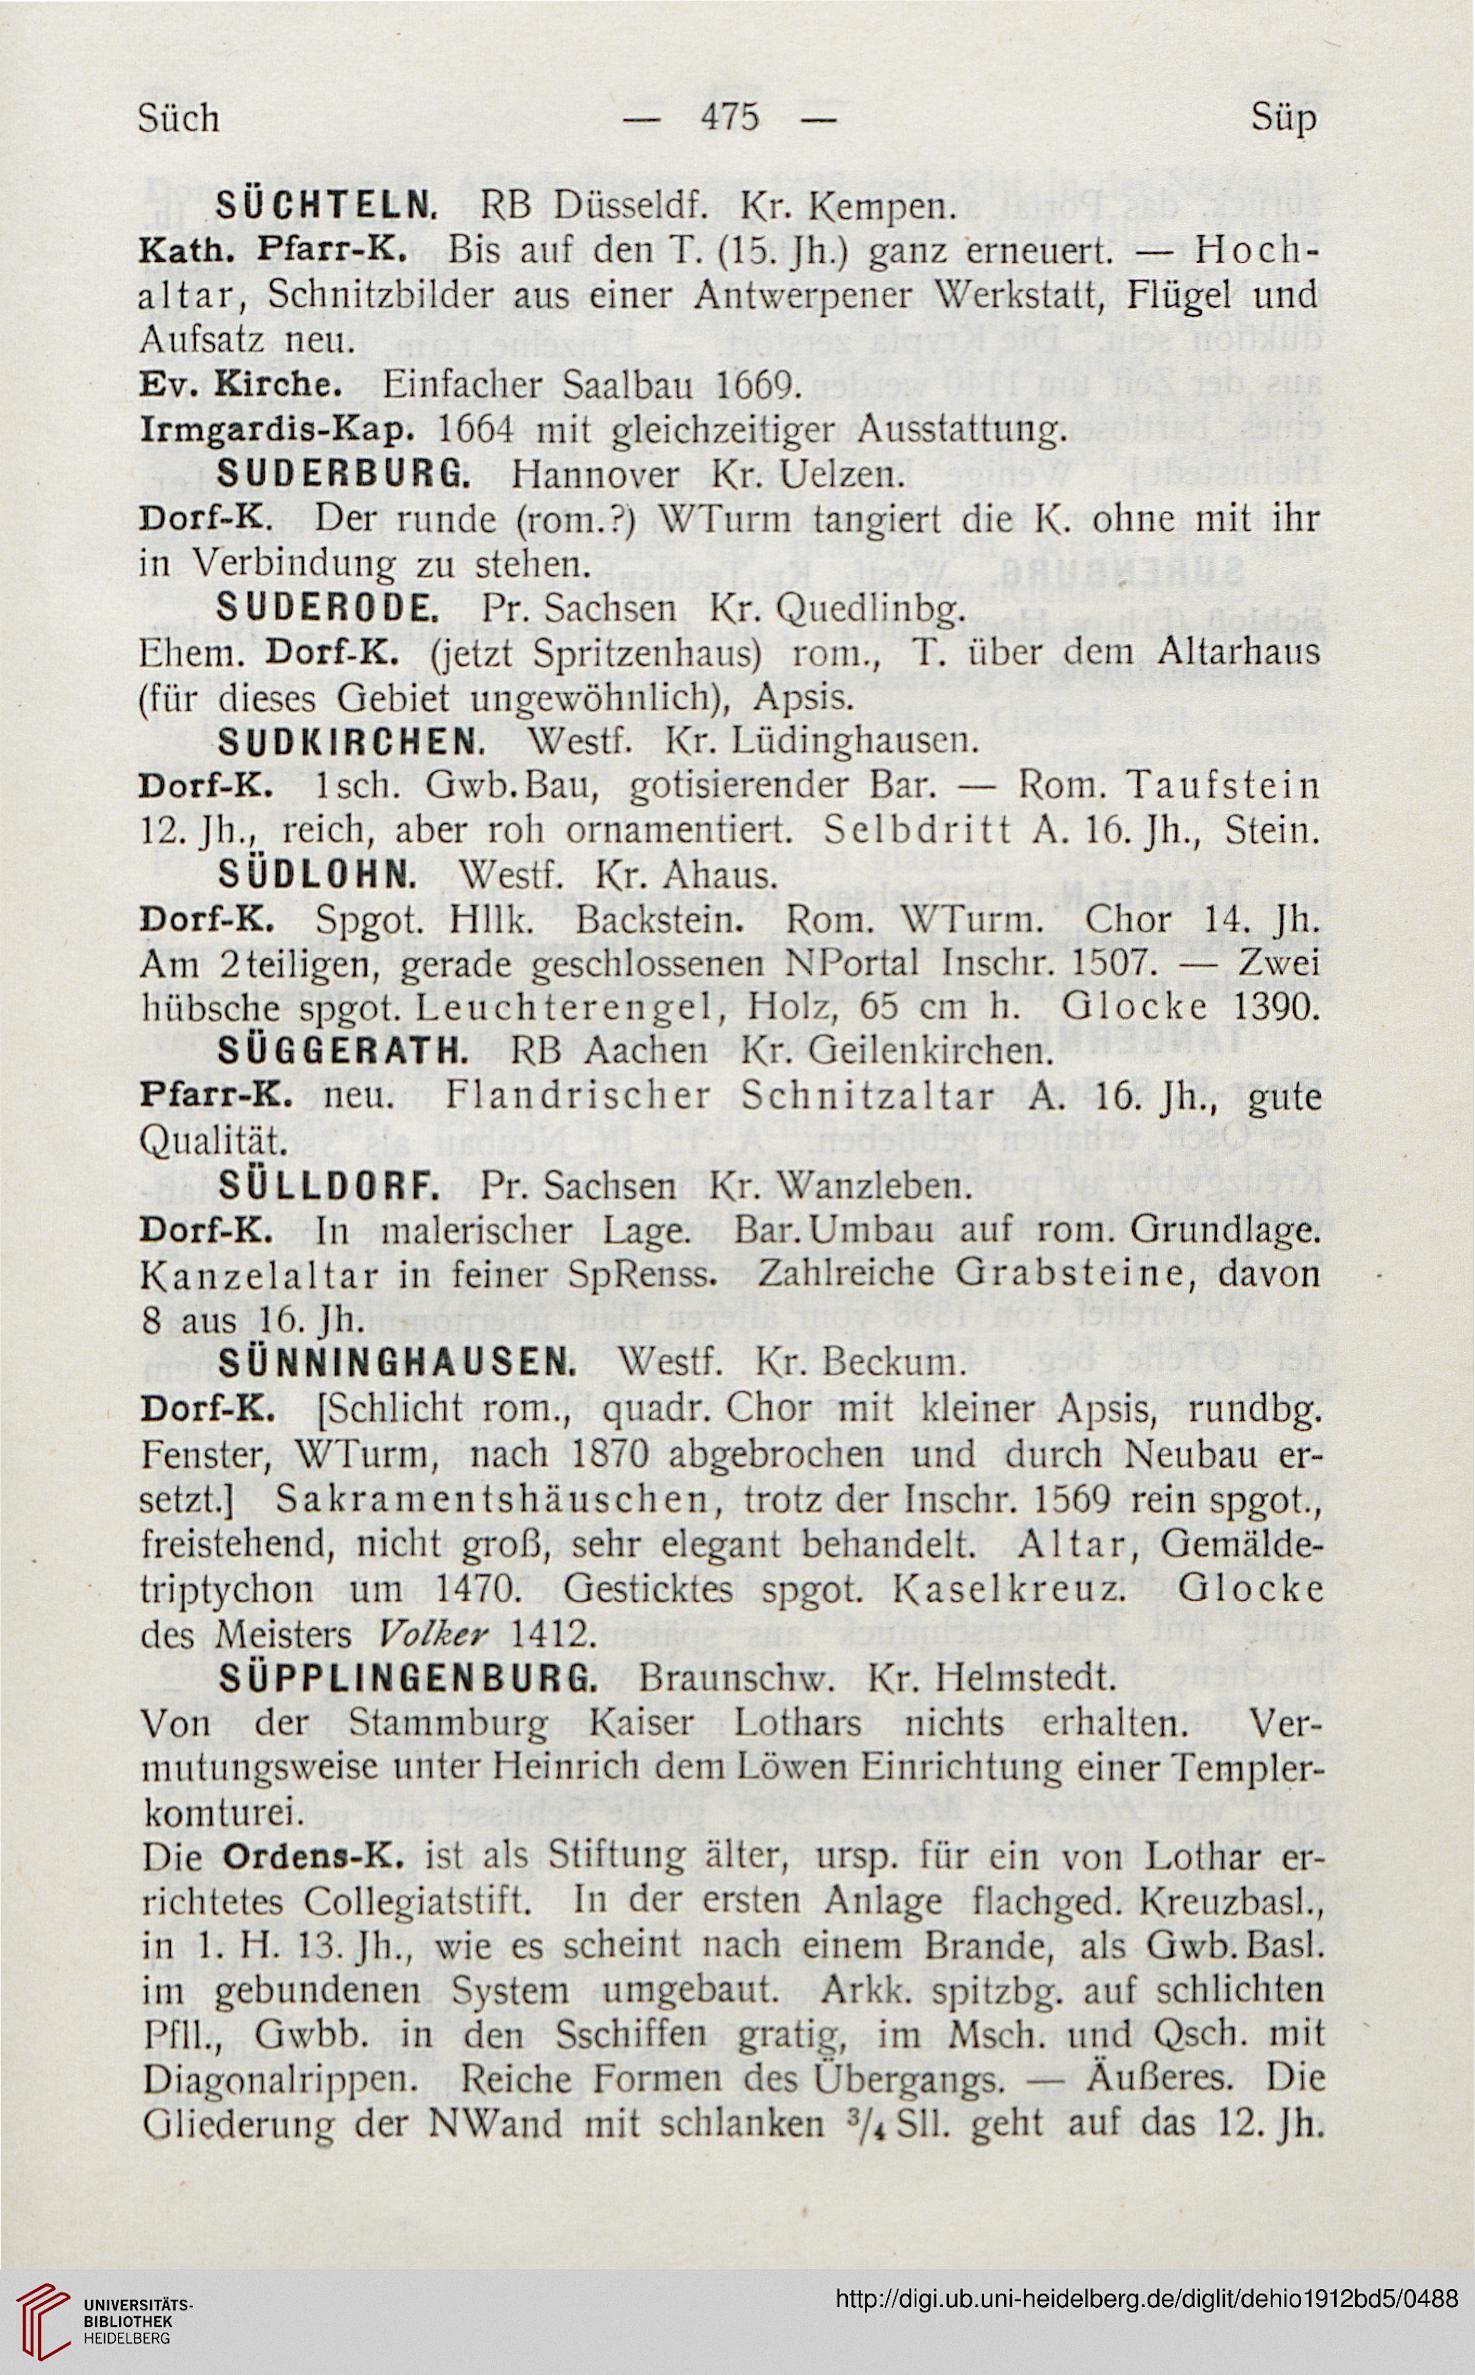 Süch — 475 — Süp
SÜCHTELN. RB Düsseldf. Kr. Kempen.
Kath. Pfarr-K. Bis auf den T. (15. Jh.) ganz erneuert. — Hoch-
altar, Schnitzbilder aus einer Antwerpener Werkstatt, Flügel und
Aufsatz neu.
Ev. Kirche. Einfacher Saalbau 1669.
Irmgardis-Kap. 1664 mit gleichzeitiger Ausstattung.
SUDERBURG. Hannover Kr. Uelzen.
Dorf-K. Der runde (rom.?) WTurm tangiert die K. ohne mit ihr
in Verbindung zu stehen.
SUDERODE. Pr. Sachsen Kr. Quedlinbg.
Ehem. Dorf-K. (jetzt Spritzenhaus) rom., T. über dem Altarhaus
(für dieses Gebiet ungewöhnlich), Apsis.
SUDKIRCHEN. Westf. Kr. Lüdinghausen.
Dorf-K. 1sch. Gwb.Bau, gotisierender Bar. — Rom. Taufstein
12. Jh., reich, aber roh ornamentiert. Selbdritt A. 16. Jh., Stein.
SÜDLOHN. Westf. Kr. Ahaus.
Dorf-K. Spgot. Hllk. Backstein. Rom. WTurm. Chor 14. Jh.
Am 2teiligen, gerade geschlossenen NPortal Inschr. 1507. — Zwei
hübsche spgot. Leuchterengel, Holz, 65 cm h. Glocke 1390.
SÜGGERATH. RB Aachen Kr. Geilenkirchen.
Pfarr-K. neu. Flandrischer Schnitzaltar A. 16. Jh., gute
Qualität.
SÜLLDORF. Pr. Sachsen Kr. Wanzleben.
Dorf-K. In malerischer Lage. Bar. Umbau auf rom. Grundlage.
Kanzelaltar in feiner SpRenss. Zahlreiche Grabsteine, davon
8 aus 16. Jh.
SÜNNINGHAUSEN. Westf. Kr. Beckum.
Dorf-K. [Schlicht rom., quadr. Chor mit kleiner Apsis, rundbg.
Fenster, WTurm, nach 1870 abgebrochen und durch Neubau er-
setzt.] Sakramentshäuschen, trotz der Inschr. 1569 rein spgot.,
freistehend, nicht groß, sehr elegant behandelt. Altar, Gemälde-
triptychon um 1470. Gesticktes spgot. Kaselkreuz. Glocke
des Meisters Volker 1412.
SÜPPLINGENBURG. Braunschw. Kr. Helmstedt.
Von der Stammburg Kaiser Lothars nichts erhalten. Ver-
mutungsweise unter Heinrich dem Löwen Einrichtung einer Templer-
komturei.
Die Ordens-K. ist als Stiftung älter, ursp. für ein von Lothar er-
richtetes Collegiatstift. In der ersten Anlage flachged. Kreuzbasl.,
in 1. H. 13. Jh., wie es scheint nach einem Brande, als Gwb. Basl.
im gebundenen System umgebaut. Arkk. spitzbg. auf schlichten
Pfll., Gwbb. in den Sschiffen gratig, im Msch. und Qsch. mit
Diagonalrippen. Reiche Formen des Übergangs. — Äußeres. Die
Gliederung der NWand mit schlanken ³/₄ Sll. geht auf das 12. Jh.
UNIVERSITÄTS-
BIBLIOTHEK
HEIDELBERG
http://digi.ub.uni-heidelberg.de/diglit/dehio1912bd5/0488